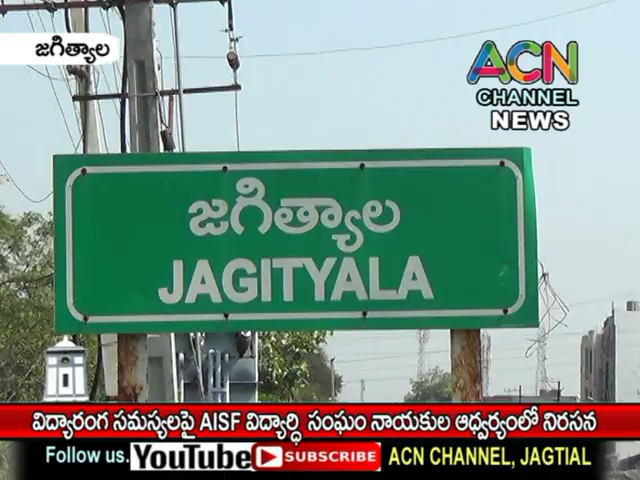 జగిత్యాల
ACN
CHANNEL
NEWS
జగిత్యాల
JAGITYALA
విద్యారంగ సమస్యలపై AISF విద్యార్థి సంఘం నాయకుల ఆధ్వర్యంలో నిరసన
Follow us. YouTube SUBSCRIBE ACN CHANNEL, JAGTIAL